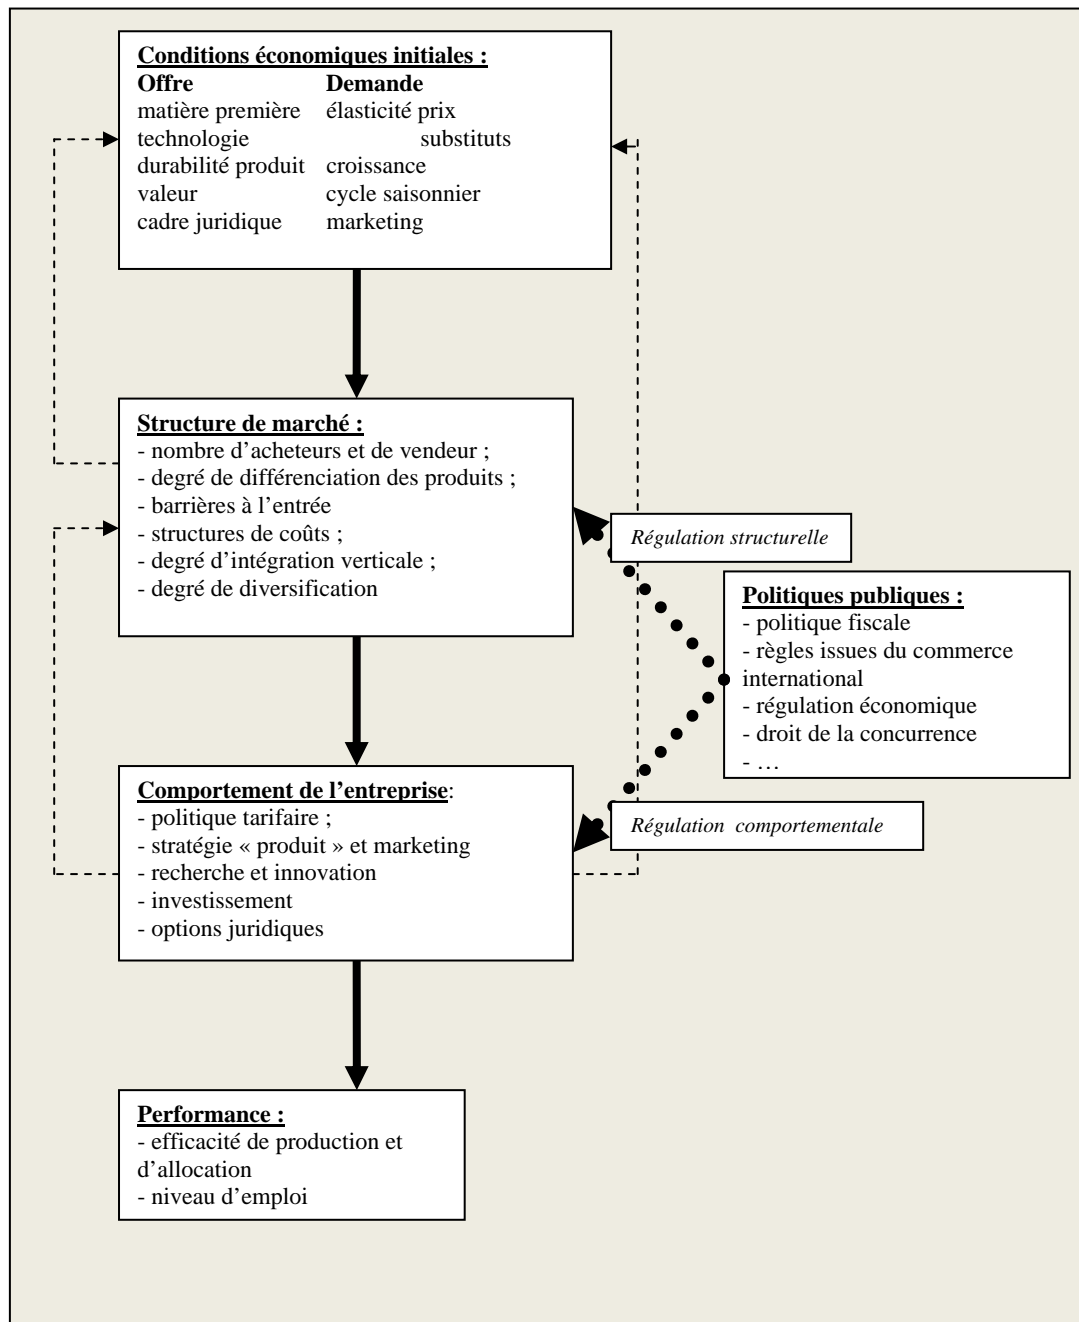 Conditions économiques initiales :
Offre Demande
matière première élasticité prix
technologie substituts
durabilité produit croissance
valeur cycle saisonnier
cadre juridique marketing
Structure de marché :
- nombre d’acheteurs et de vendeur ;
- degré de différenciation des produits ;
- barrières à l’entrée
- structures de coûts ;
- degré d’intégration verticale ;
- degré de diversification
Régulation structurelle
Politiques publiques :
- politique fiscale
- règles issues du commerce
international
- régulation économique
- droit de la concurrence
- …
Comportement de l’entreprise:
- politique tarifaire ;
- stratégie « produit » et marketing
- recherche et innovation
- investissement
- options juridiques
Régulation comportementale
Performance :
- efficacité de production et
d’allocation
- niveau d’emploi